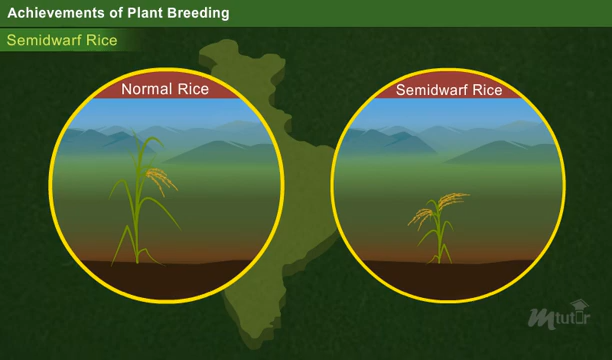 Achievements of Plant Breeding
Semidwarf Rice
Normal Rice
Semidwarf Rice
Mtutor